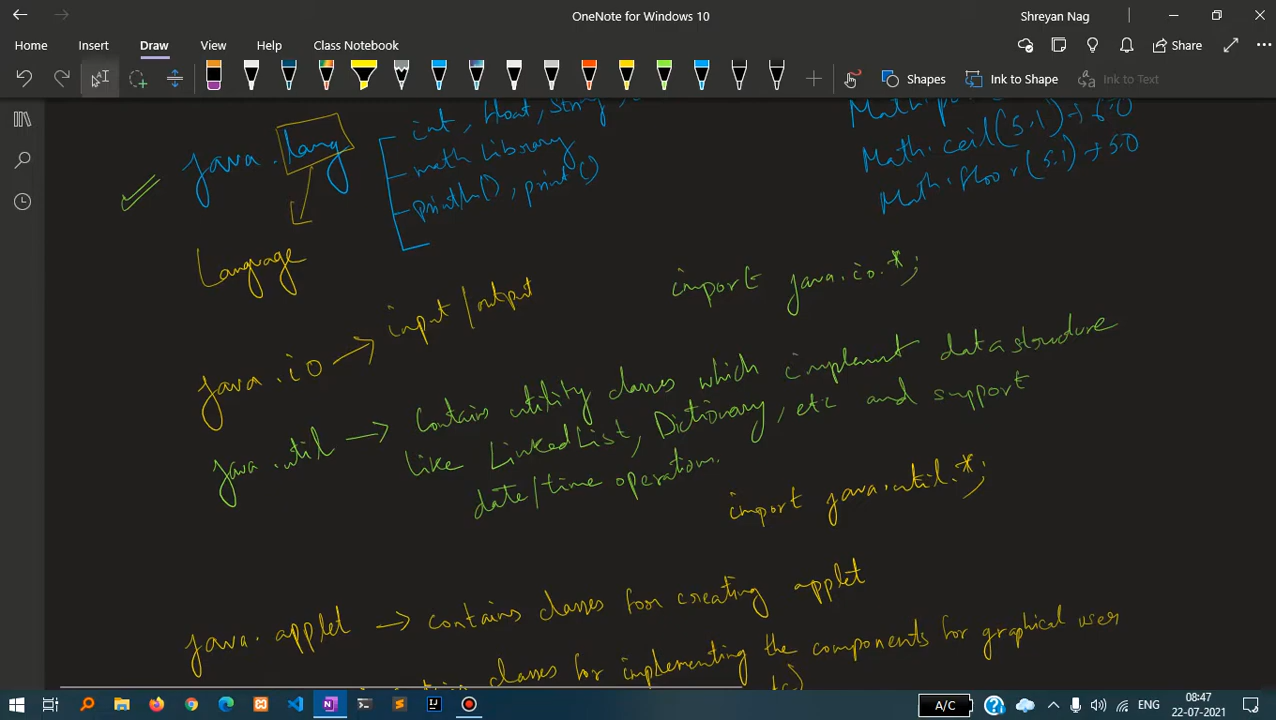 OneNote for Windows 10
Shreyan Nag
Home Insert Draw View Help Class Notebook
Share
Shapes Ink to Shape Ink to Text
int, float, String,
java.lang
math library
println(), print()
Language
Math.ceil(5.1) → 6.0
Math.floor(5.1) → 5.0
import java.io.*;
java.io → input/output
java.util → Contains utility classes which implement data structure
like LinkedList, Dictionary, etc and support
date/time operation.
import java.util.*;
java.applet → contains classes for creating applet
classes for implementing the components for graphical user
etc)
A/C
ENG
08:47
22-07-2021